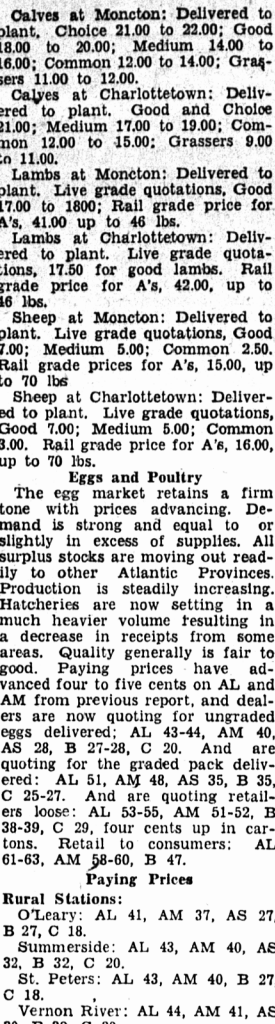 Calves at Moncton: Delivered to
plant. Choice 21.00 to 22.00; Good
18.00 to 20.00; Medium 14.00 to
16.00; Common 12.00 to 14.00; Gras-
sers 11.00 to 12.00.
Calves at Charlottetown: Deliv-
ered to plant. Good and Choice
21.00; Medium 17.00 to 19.00; Com-
mon 12.00 to 15.00; Grassers 9.00
to 11.00.
Lambs at Moncton: Delivered to
plant. Live grade quotations, Good
17.00 to 1800; Rail grade price for
A's, 41.00 up to 46 lbs.
Lambs at Charlottetown: Deliv-
ered to plant. Live grade quota-
tions, 17.50 for good lambs. Rail
grade price for A's, 42.00, up to
46 lbs.
Sheep at Moncton: Delivered to
plant. Live grade quotations, Good
7.00; Medium 5.00; Common 2.50.
Rail grade prices for A's, 15.00, up
to 70 lbs
Sheep at Charlottetown: Deliver-
ed to plant. Live grade quotations,
Good 7.00; Medium 5.00; Common
3.00. Rail grade price for A's, 16.00,
up to 70 lbs.
Eggs and Poultry
The egg market retains a firm
tone with prices advancing. De-
mand is strong and equal to or
slightly in excess of supplies. All
surplus stocks are moving out read-
ily to other Atlantic Provinces.
Production is steadily increasing.
Hatcheries are now setting in a
much heavier volume resulting in
a decrease in receipts from some
areas. Quality generally is fair to
good. Paying prices have ad-
vanced four to five cents on AL and
AM from previous report, and deal-
ers are now quoting for ungraded
eggs delivered; AL 43-44, AM 40,
AS 28, B 27-28, C 20. And are
quoting for the graded pack deliv-
ered: AL 51, AM 48, AS 35, B 35,
C 25-27. And are quoting retail-
ers loose: AL 53-55, AM 51-52, B
38-39, C 29, four cents up in car-
tons. Retail to consumers: AL
61-63, AM 58-60, B 47.
Paying Prices
Rural Stations:
O'Leary: AL 41, AM 37, AS 27,
B 27, C 18.
Summerside: AL 43, AM 40, AS
32, B 32, C 20.
St. Peters: AL 43, AM 40, B 27
C 18.
Vernon River: AL 44, AM 41, AS